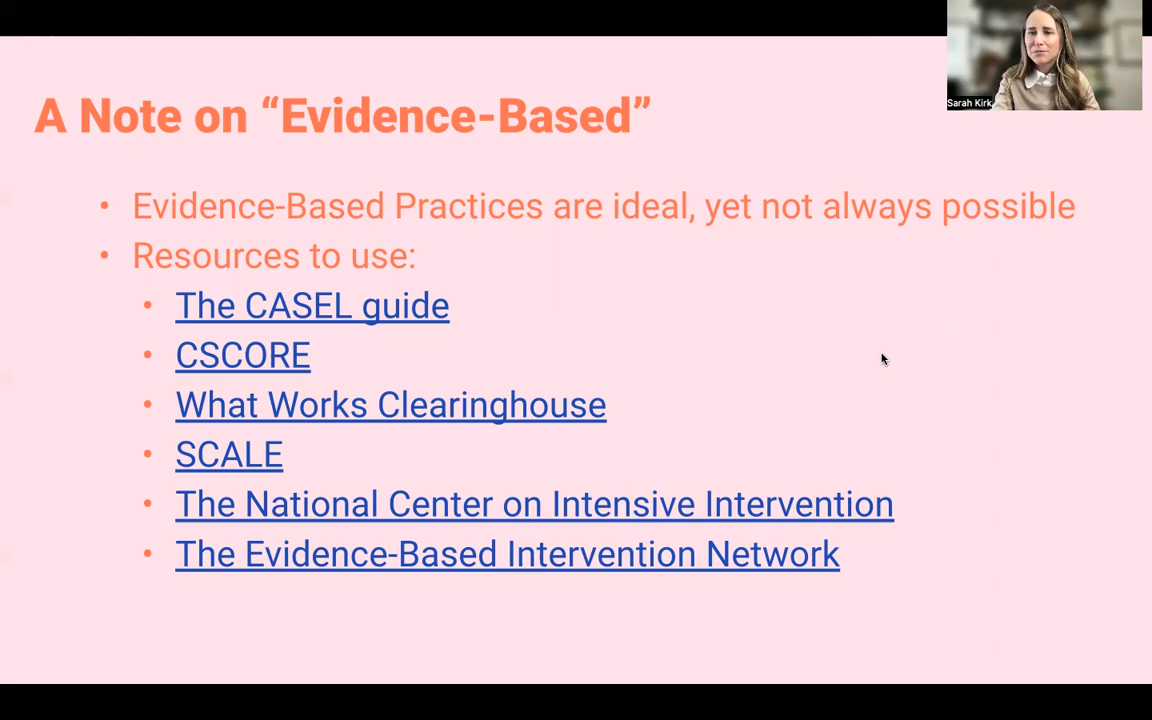 A Note on “Evidence-Based”
Sarah Kirk
• Evidence-Based Practices are ideal, yet not always possible
• Resources to use:
• The CASEL guide
• CSCORE
• What Works Clearinghouse
• SCALE
• The National Center on Intensive Intervention
• The Evidence-Based Intervention Network